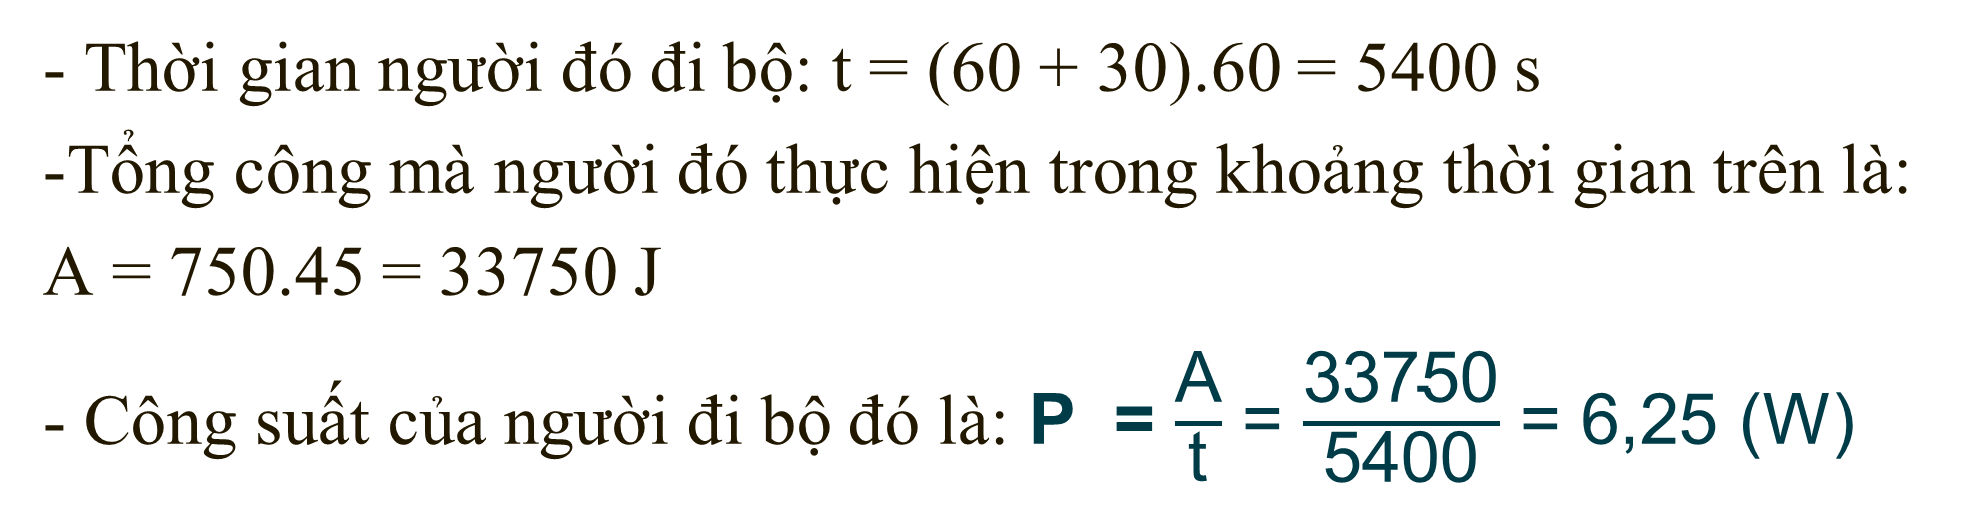 - Thời gian người đó đi bộ: t = (60 + 30).60 = 5400 s
-Tổng công mà người đó thực hiện trong khoảng thời gian trên là:
A = 750.45 = 33750 J
- Công suất của người đi bộ đó là: P = A/t = 33750/5400 = 6,25 (W)